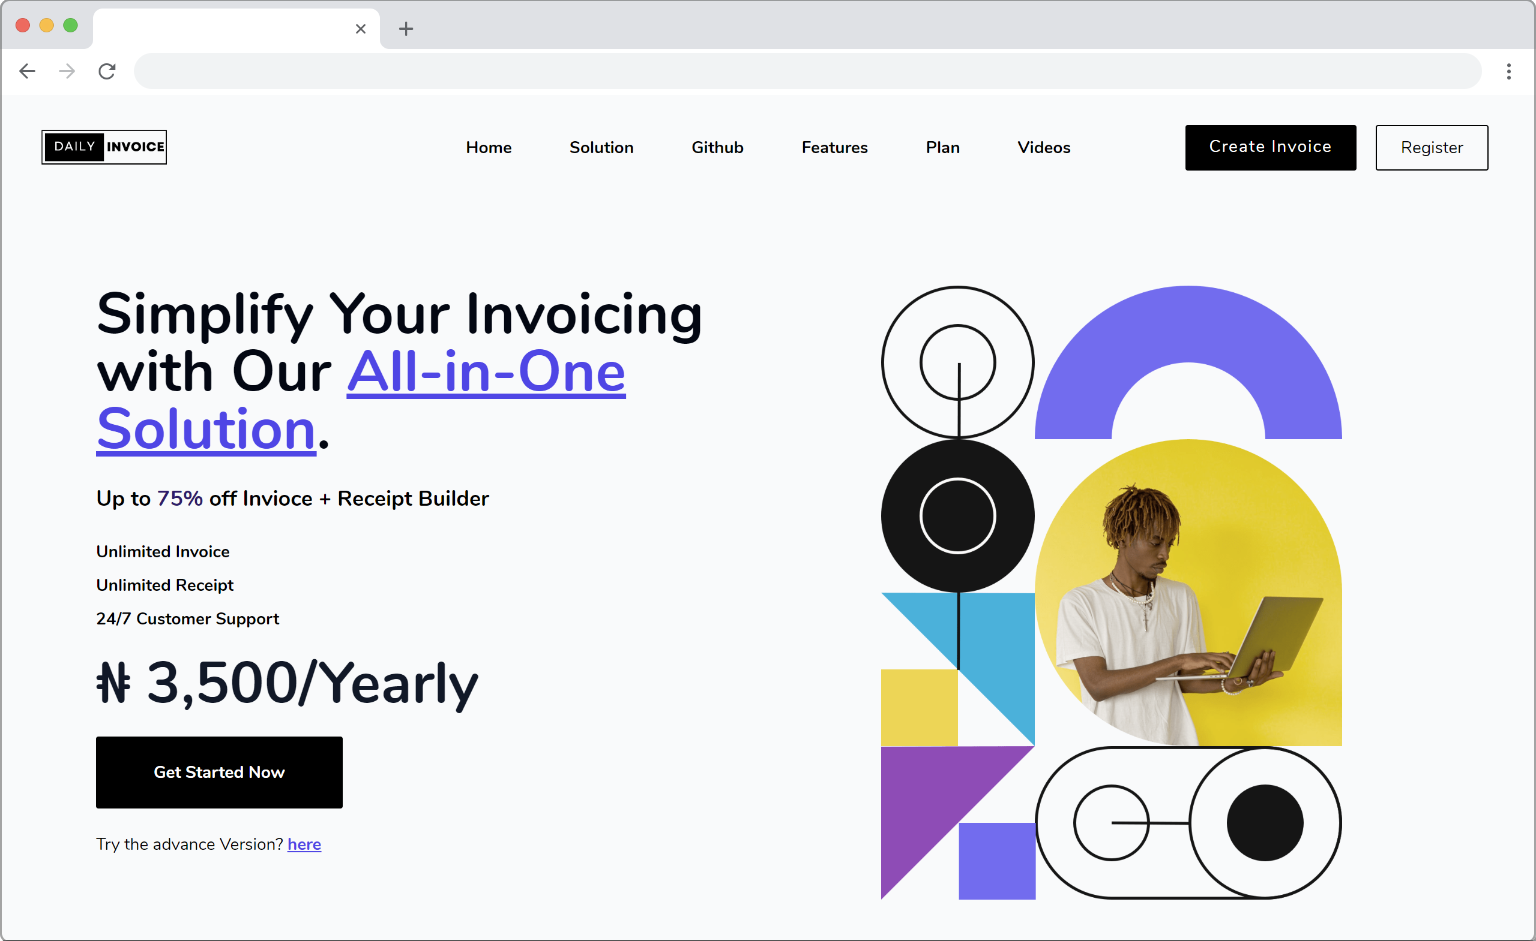 DAILY INVOICE
Home Solution Github Features Plan Videos
Create Invoice
Register
Simplify Your Invoicing
with Our All-in-One
Solution.
Up to 75% off Invioce + Receipt Builder
Unlimited Invoice
Unlimited Receipt
24/7 Customer Support
₦ 3,500/Yearly
Get Started Now
Try the advance Version? here